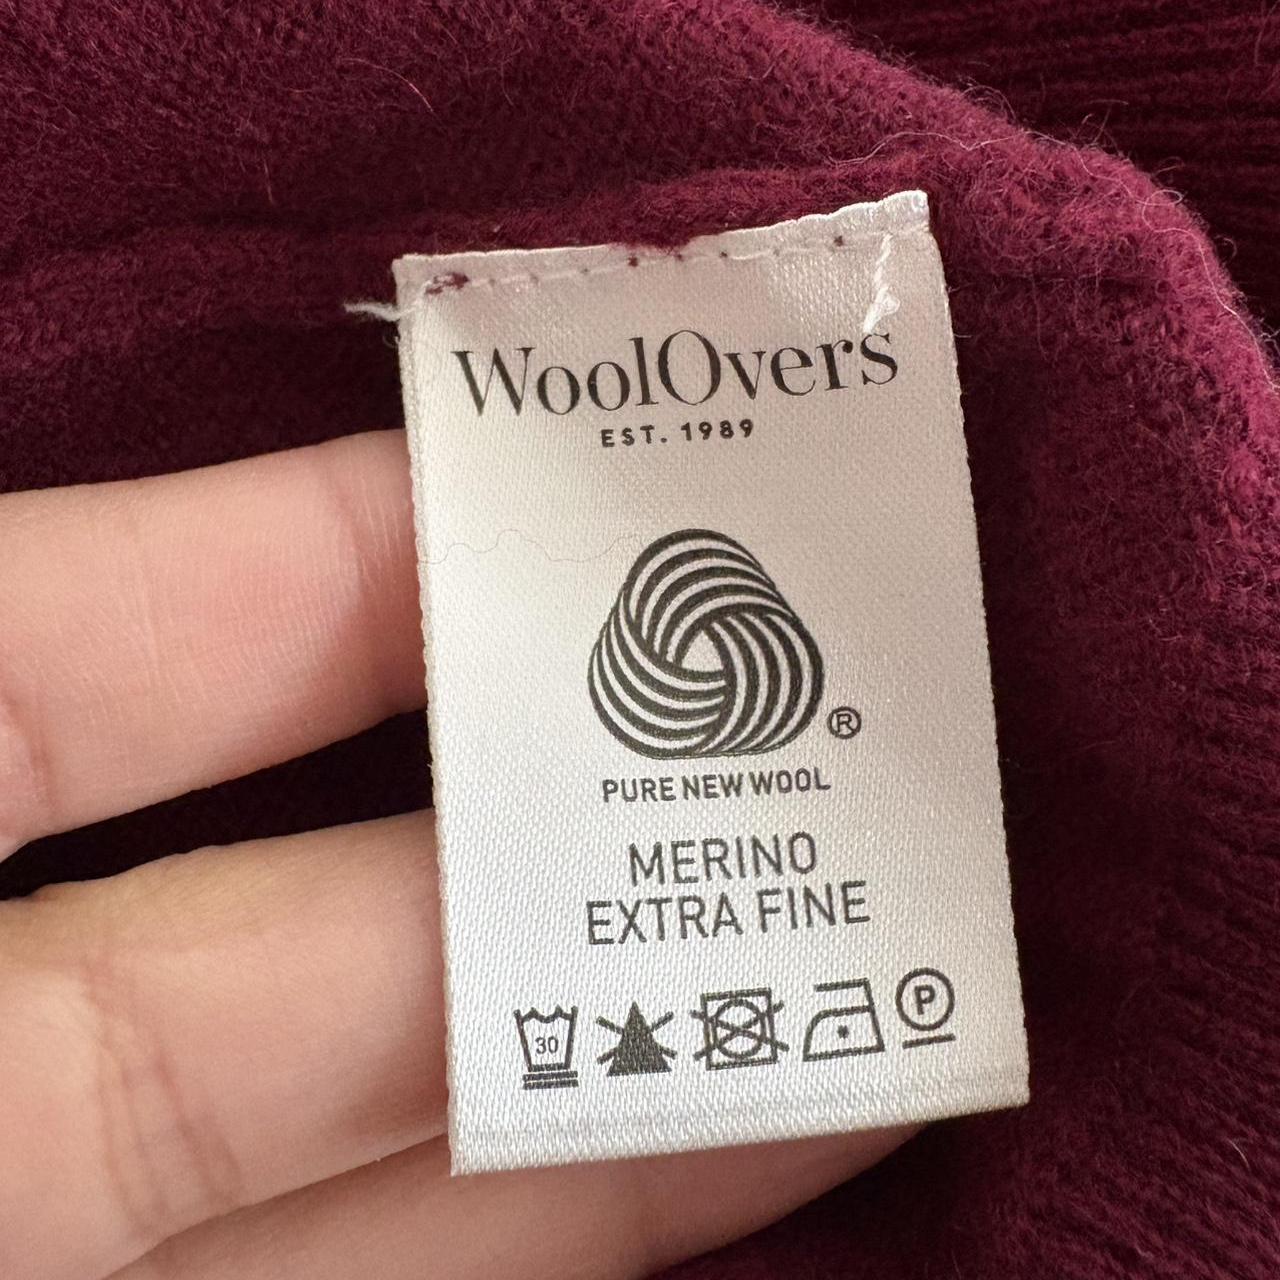 WoolOvers
EST. 1989
®
PURE NEW WOOL
MERINO
EXTRA FINE
30
P